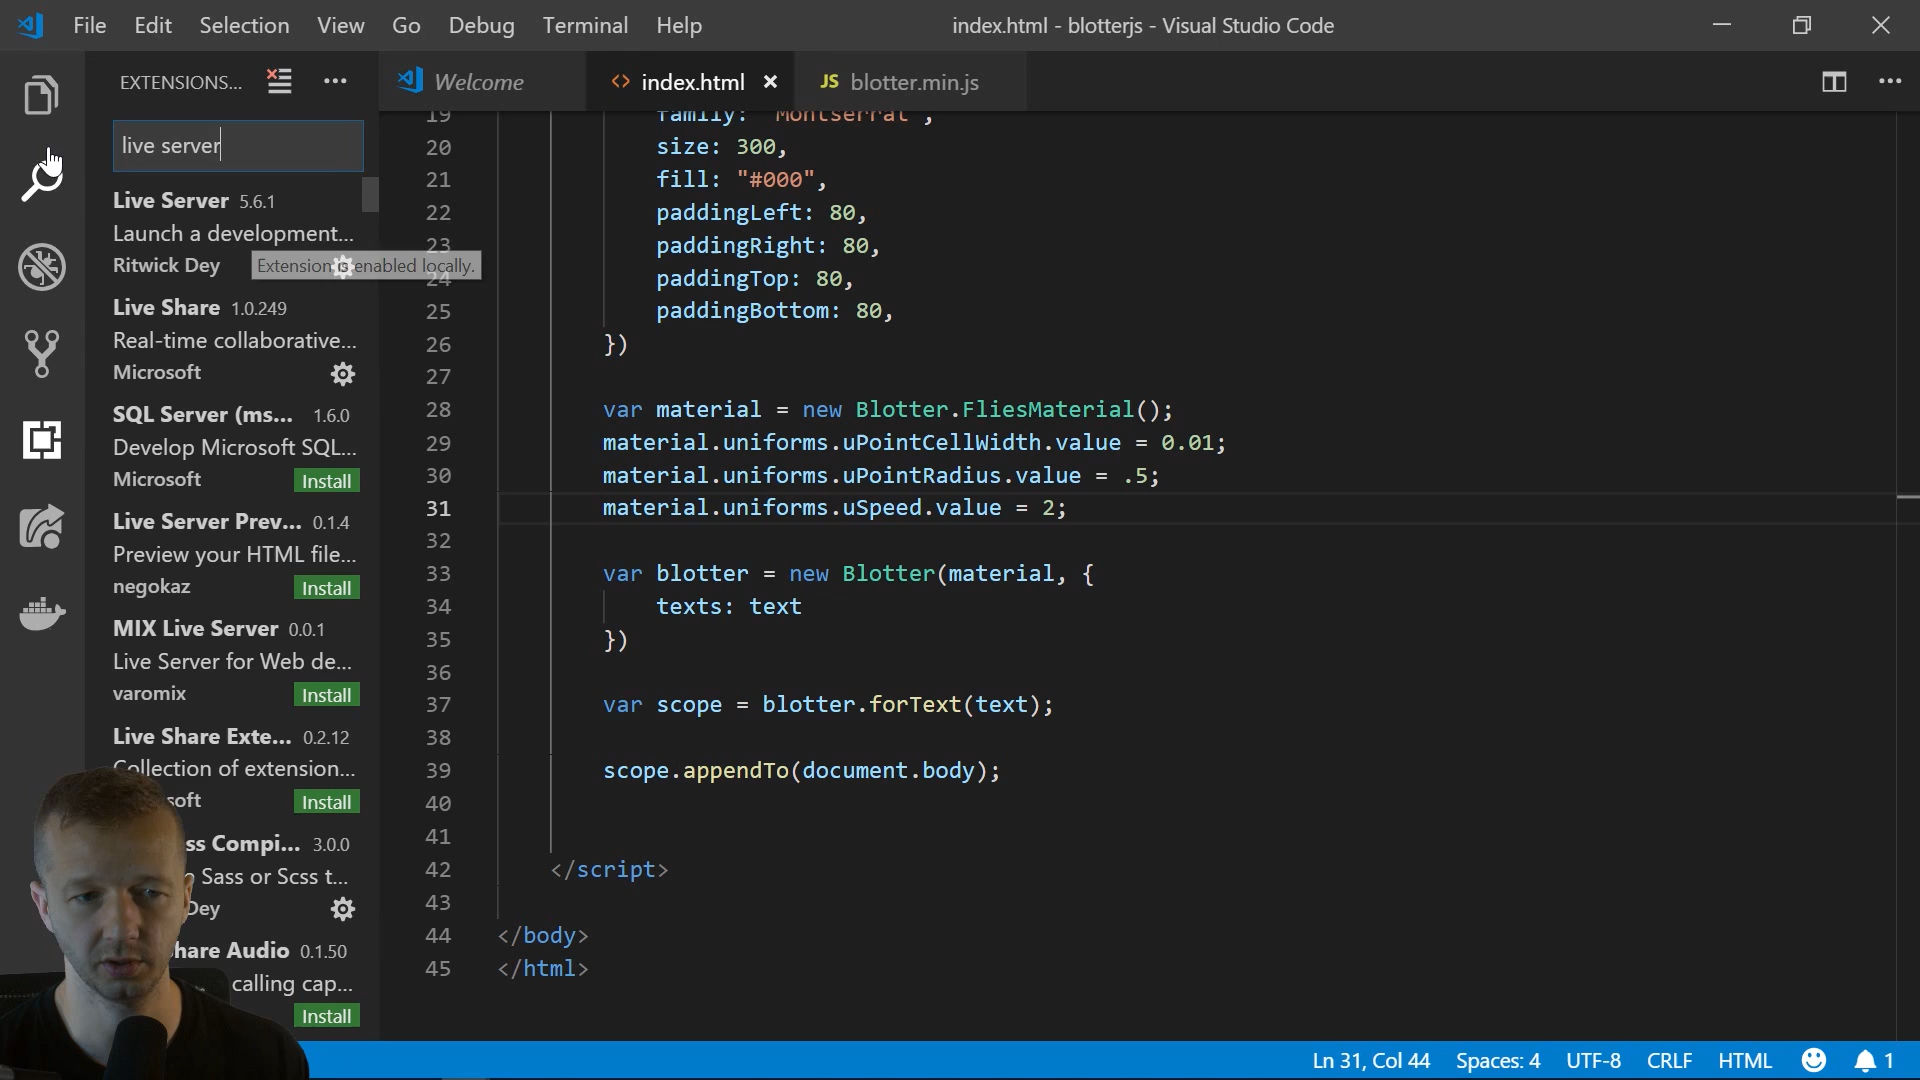 File Edit Selection View Go Debug Terminal Help
index.html - blotterjs - Visual Studio Code
EXTENSIONS...
Welcome
<> index.html ×
JS blotter.min.js
live server
Live Server 5.6.1
Launch a development...
Ritwick Dey
Extension is enabled locally.
Live Share 1.0.249
Real-time collaborative...
Microsoft
SQL Server (ms... 1.6.0
Develop Microsoft SQL...
Microsoft Install
Live Server Prev... 0.1.4
Preview your HTML file...
negokaz Install
MIX Live Server 0.0.1
Live Server for Web de...
varomix Install
Live Share Exte... 0.2.12
Collection of extension...
soft Install
ss Compi... 3.0.0
Sass or Scss t...
Dey
hare Audio 0.1.50
calling cap...
Install
19 family: "Montserrat",
20 size: 300,
21 fill: "#000",
22 paddingLeft: 80,
23 paddingRight: 80,
24 paddingTop: 80,
25 paddingBottom: 80,
26 })
27
28 var material = new Blotter.FliesMaterial();
29 material.uniforms.uPointCellWidth.value = 0.01;
30 material.uniforms.uPointRadius.value = .5;
31 material.uniforms.uSpeed.value = 2;
32
33 var blotter = new Blotter(material, {
34 texts: text
35 })
36
37 var scope = blotter.forText(text);
38
39 scope.appendTo(document.body);
40
41
42 </script>
43
44 </body>
45 </html>
Ln 31, Col 44 Spaces: 4 UTF-8 CRLF HTML 1